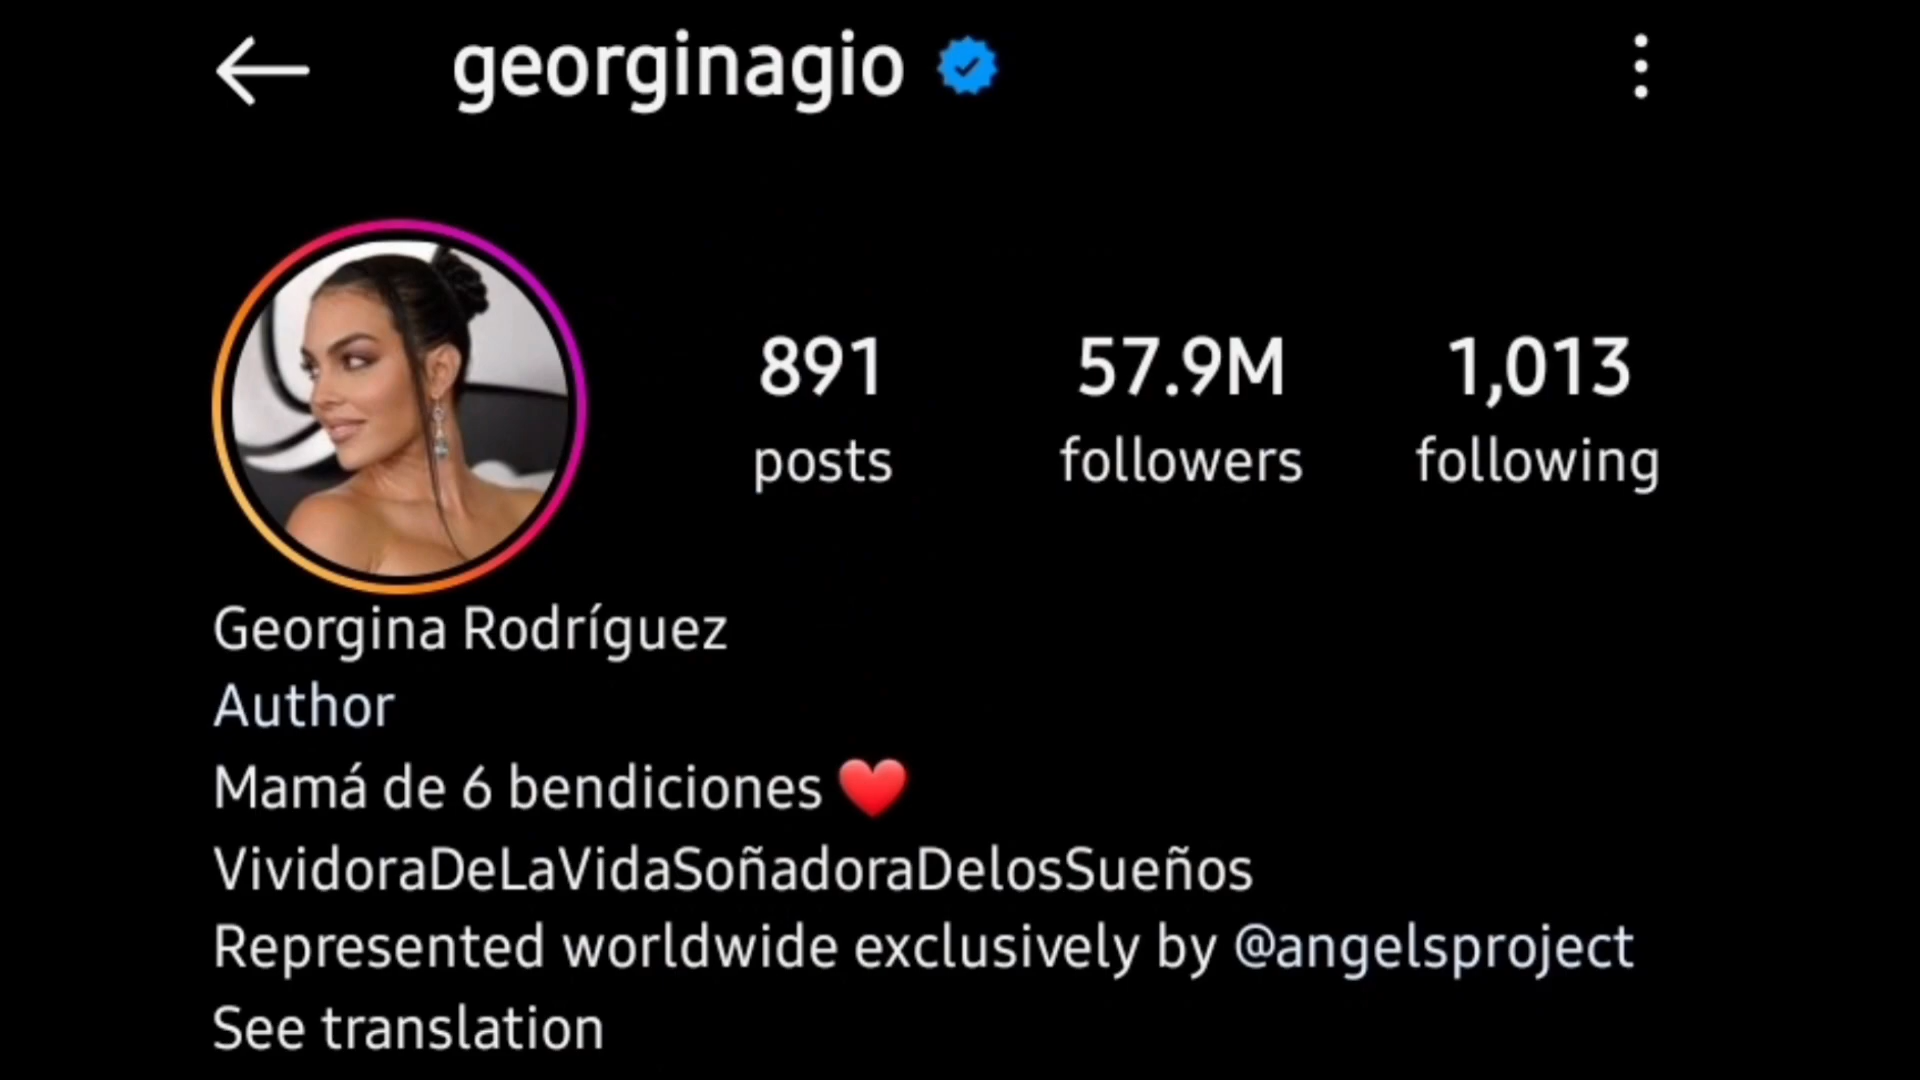 georginagio
891 57.9M 1,013
posts followers following
Georgina Rodríguez
Author
Mamá de 6 bendiciones ❤️
VividoraDeLaVidaSoñadoraDelosSueños
Represented worldwide exclusively by @angelsproject
See translation